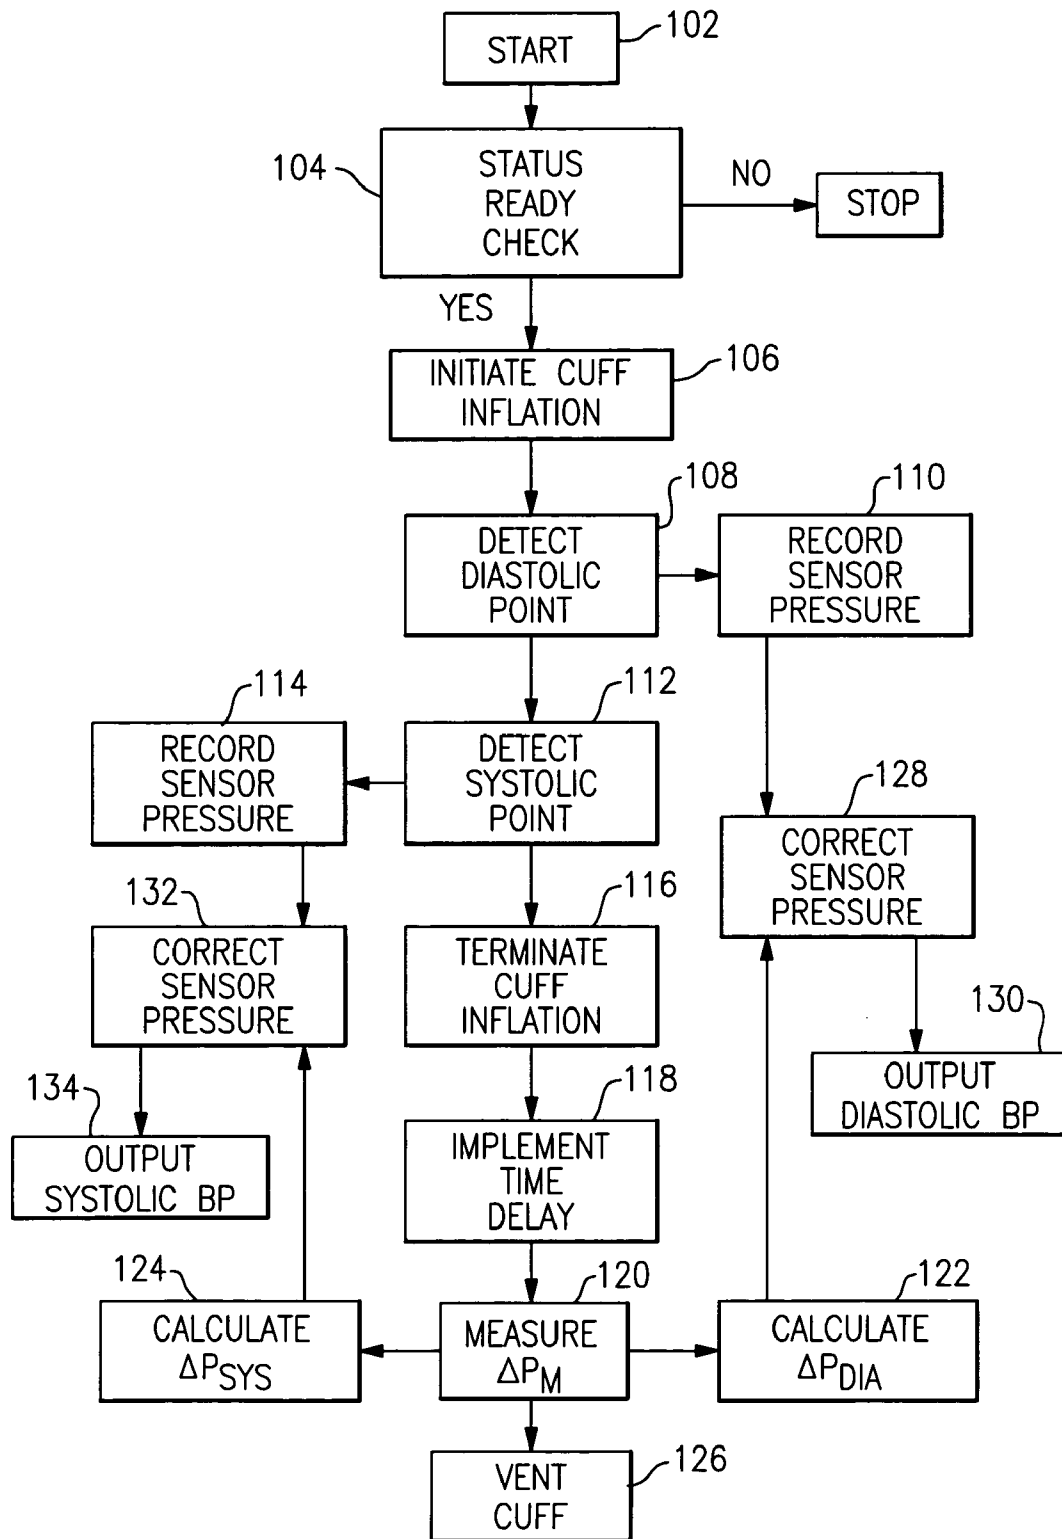 START
102
104
STATUS
READY
CHECK
NO
STOP
YES
INITIATE CUFF
INFLATION
106
108
DETECT
DIASTOLIC
POINT
110
RECORD
SENSOR
PRESSURE
114
RECORD
SENSOR
PRESSURE
112
DETECT
SYSTOLIC
POINT
128
CORRECT
SENSOR
PRESSURE
132
CORRECT
SENSOR
PRESSURE
116
TERMINATE
CUFF
INFLATION
130
OUTPUT
DIASTOLIC BP
134
OUTPUT
SYSTOLIC BP
118
IMPLEMENT
TIME
DELAY
124
CALCULATE
ΔPSYS
120
MEASURE
ΔPM
122
CALCULATE
ΔPDIA
VENT
CUFF
126